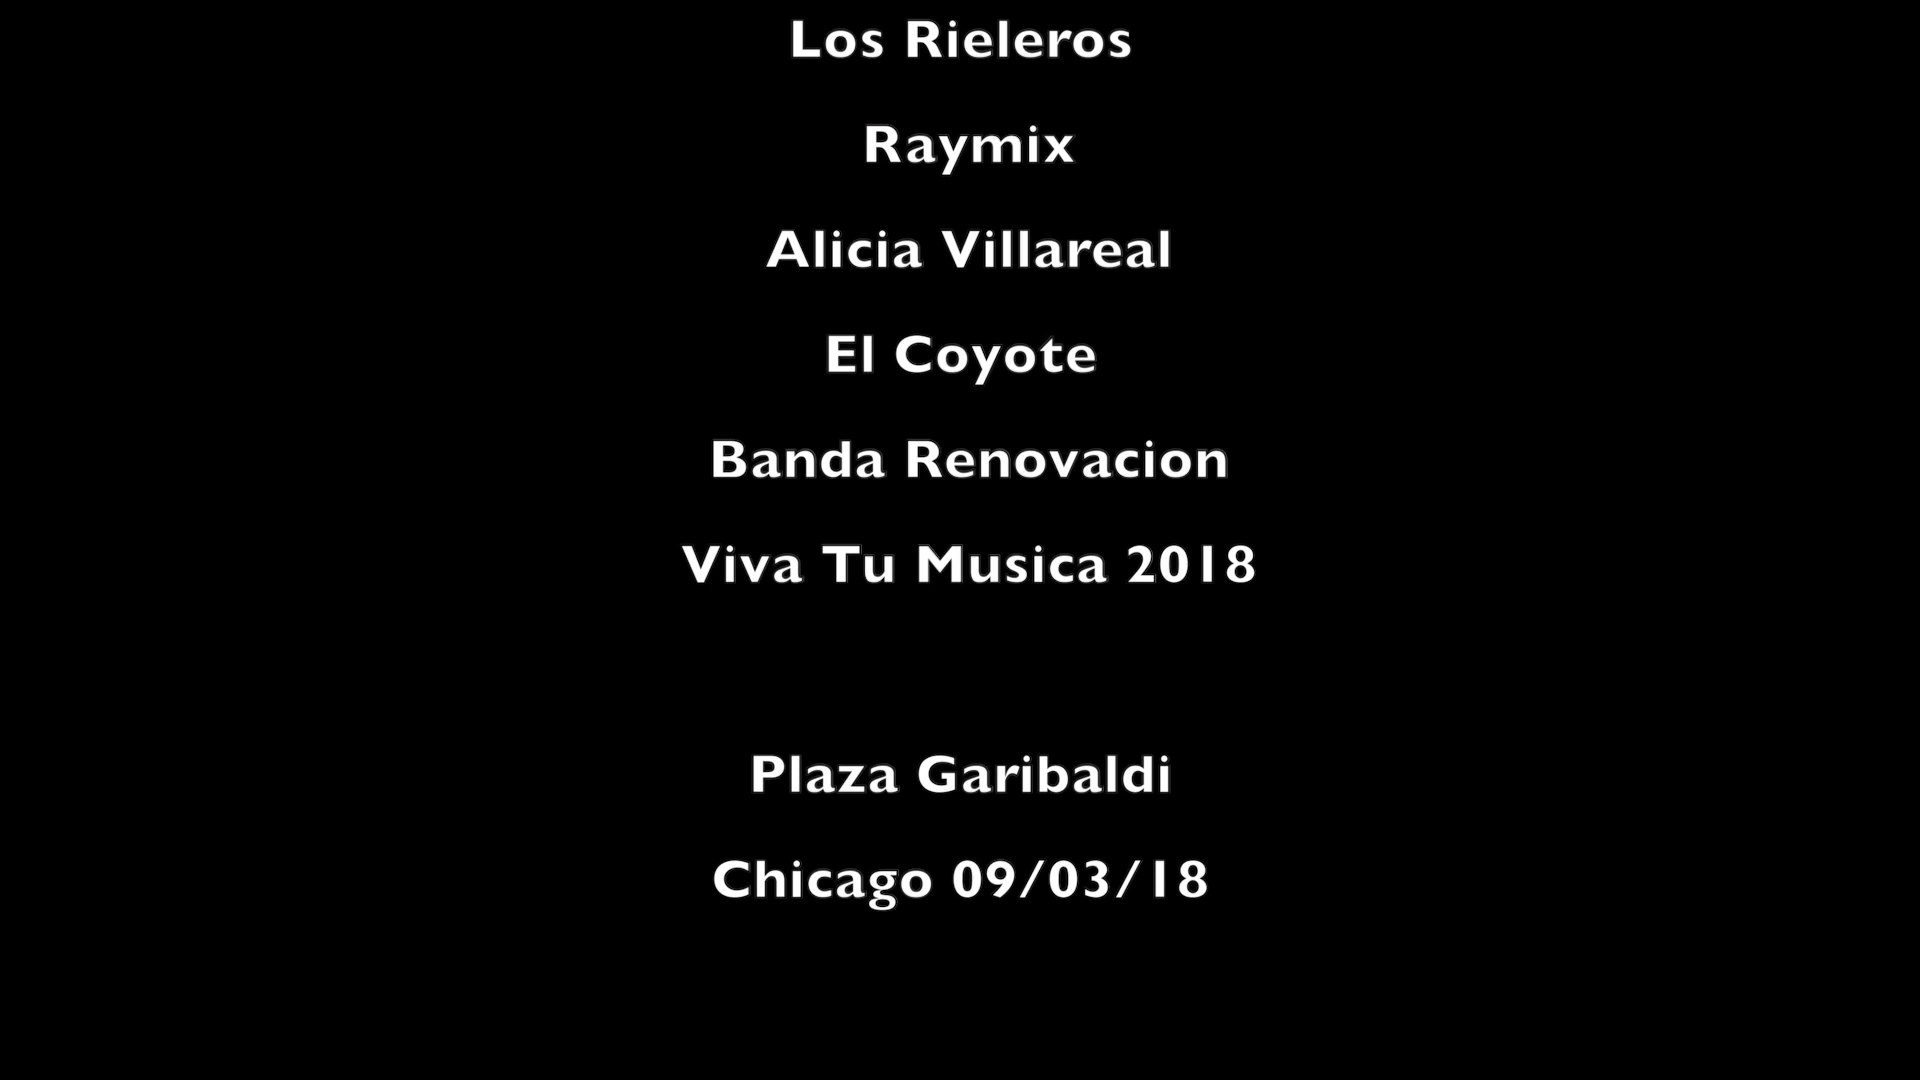 Los Rieleros
Raymix
Alicia Villareal
El Coyote
Banda Renovacion
Viva Tu Musica 2018
Plaza Garibaldi
Chicago 09/03/18